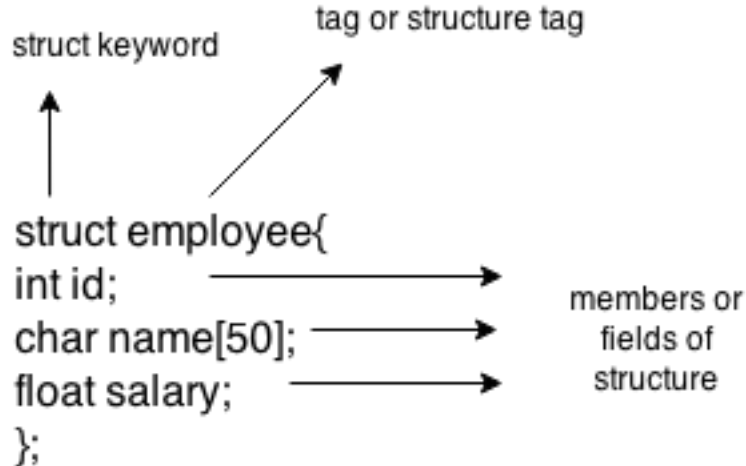 tag or structure tag
struct keyword
struct employee{
int id;
char name[50];
float salary;
};
members or
fields of
structure